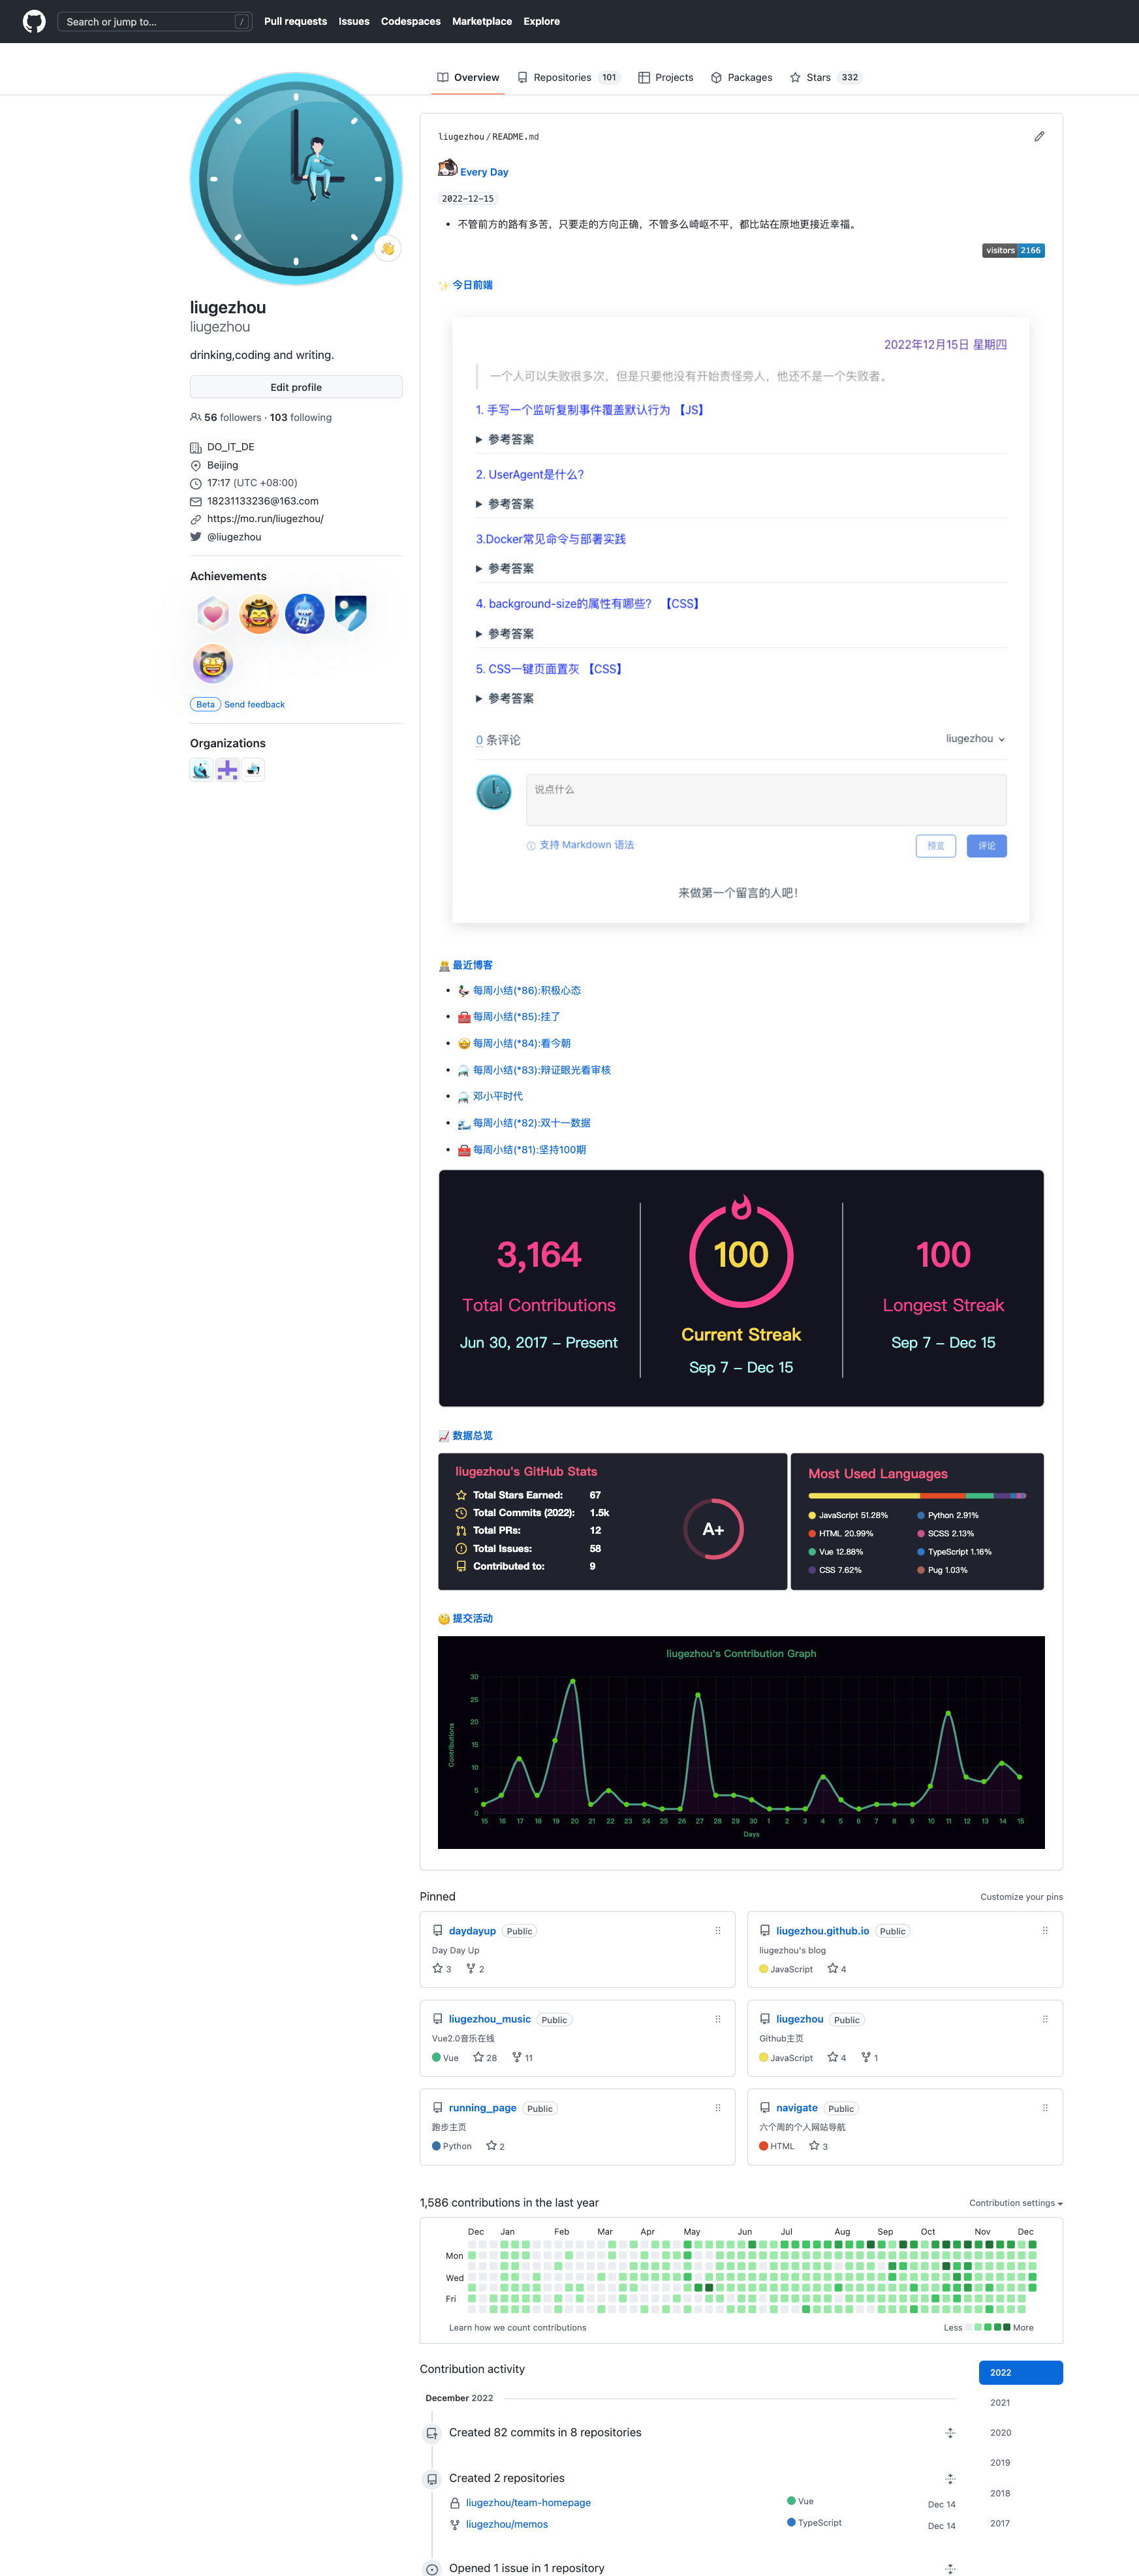 Search or jump to... /
Pull requests Issues Codespaces Marketplace Explore
Overview Repositories 101 Projects Packages Stars 332
liugezhou
liugezhou
drinking,coding and writing.
Edit profile
56 followers · 103 following
DO_IT_DE
Beijing
17:17 (UTC +08:00)
18231133236@163.com
https://mo.run/liugezhou/
@liugezhou
Achievements
Beta Send feedback
Organizations
liugezhou/README.md
Every Day
2022-12-15
不管前方的路有多苦，只要走的方向正确，不管多么崎岖不平，都比站在原地更接近幸福。
visitors 2166
今日前端
2022年12月15日 星期四
一个人可以失败很多次，但是只要他没有开始责怪旁人，他还不是一个失败者。
1. 手写一个监听复制事件覆盖默认行为 【JS】
参考答案
2. UserAgent是什么?
参考答案
3.Docker常见命令与部署实践
参考答案
4. background-size的属性有哪些? 【CSS】
参考答案
5. CSS一键页面置灰 【CSS】
参考答案
0 条评论
liugezhou
说点什么
支持 Markdown 语法
预览 评论
来做第一个留言的人吧！
最近博客
每周小结(*86):积极心态
每周小结(*85):挂了
每周小结(*84):看今朝
每周小结(*83):辩证眼光看审核
邓小平时代
每周小结(*82):双十一数据
每周小结(*81):坚持100期
3,164
Total Contributions
Jun 30, 2017 – Present
100
Current Streak
Sep 7 – Dec 15
100
Longest Streak
Sep 7 – Dec 15
数据总览
liugezhou's GitHub Stats
Total Stars Earned: 67
Total Commits (2022): 1.5k
Total PRs: 12
Total Issues: 58
Contributed to: 9
A+
Most Used Languages
JavaScript 51.28% Python 2.91%
HTML 20.99% SCSS 2.13%
Vue 12.88% TypeScript 1.16%
CSS 7.62% Pug 1.03%
提交活动
liugezhou's Contribution Graph
30
25
20
15
10
5
0
Contributions
15 16 17 18 19 20 21 22 23 24 25 26 27 28 29 30 1 2 3 4 5 6 7 8 9 10 11 12 13 14 15
Days
Pinned
Customize your pins
daydayup Public
Day Day Up
3 2
liugezhou.github.io Public
liugezhou's blog
JavaScript 4
liugezhou_music Public
Vue2.0音乐在线
Vue 28 11
liugezhou Public
Github主页
JavaScript 4 1
running_page Public
跑步主页
Python 2
navigate Public
六个周的个人网站导航
HTML 3
1,586 contributions in the last year
Contribution settings
Dec Jan Feb Mar Apr May Jun Jul Aug Sep Oct Nov Dec
Mon
Wed
Fri
Learn how we count contributions
Less More
Contribution activity
2022
2021
2020
2019
2018
2017
December 2022
Created 82 commits in 8 repositories
Created 2 repositories
liugezhou/team-homepage Vue Dec 14
liugezhou/memos TypeScript Dec 14
Opened 1 issue in 1 repository